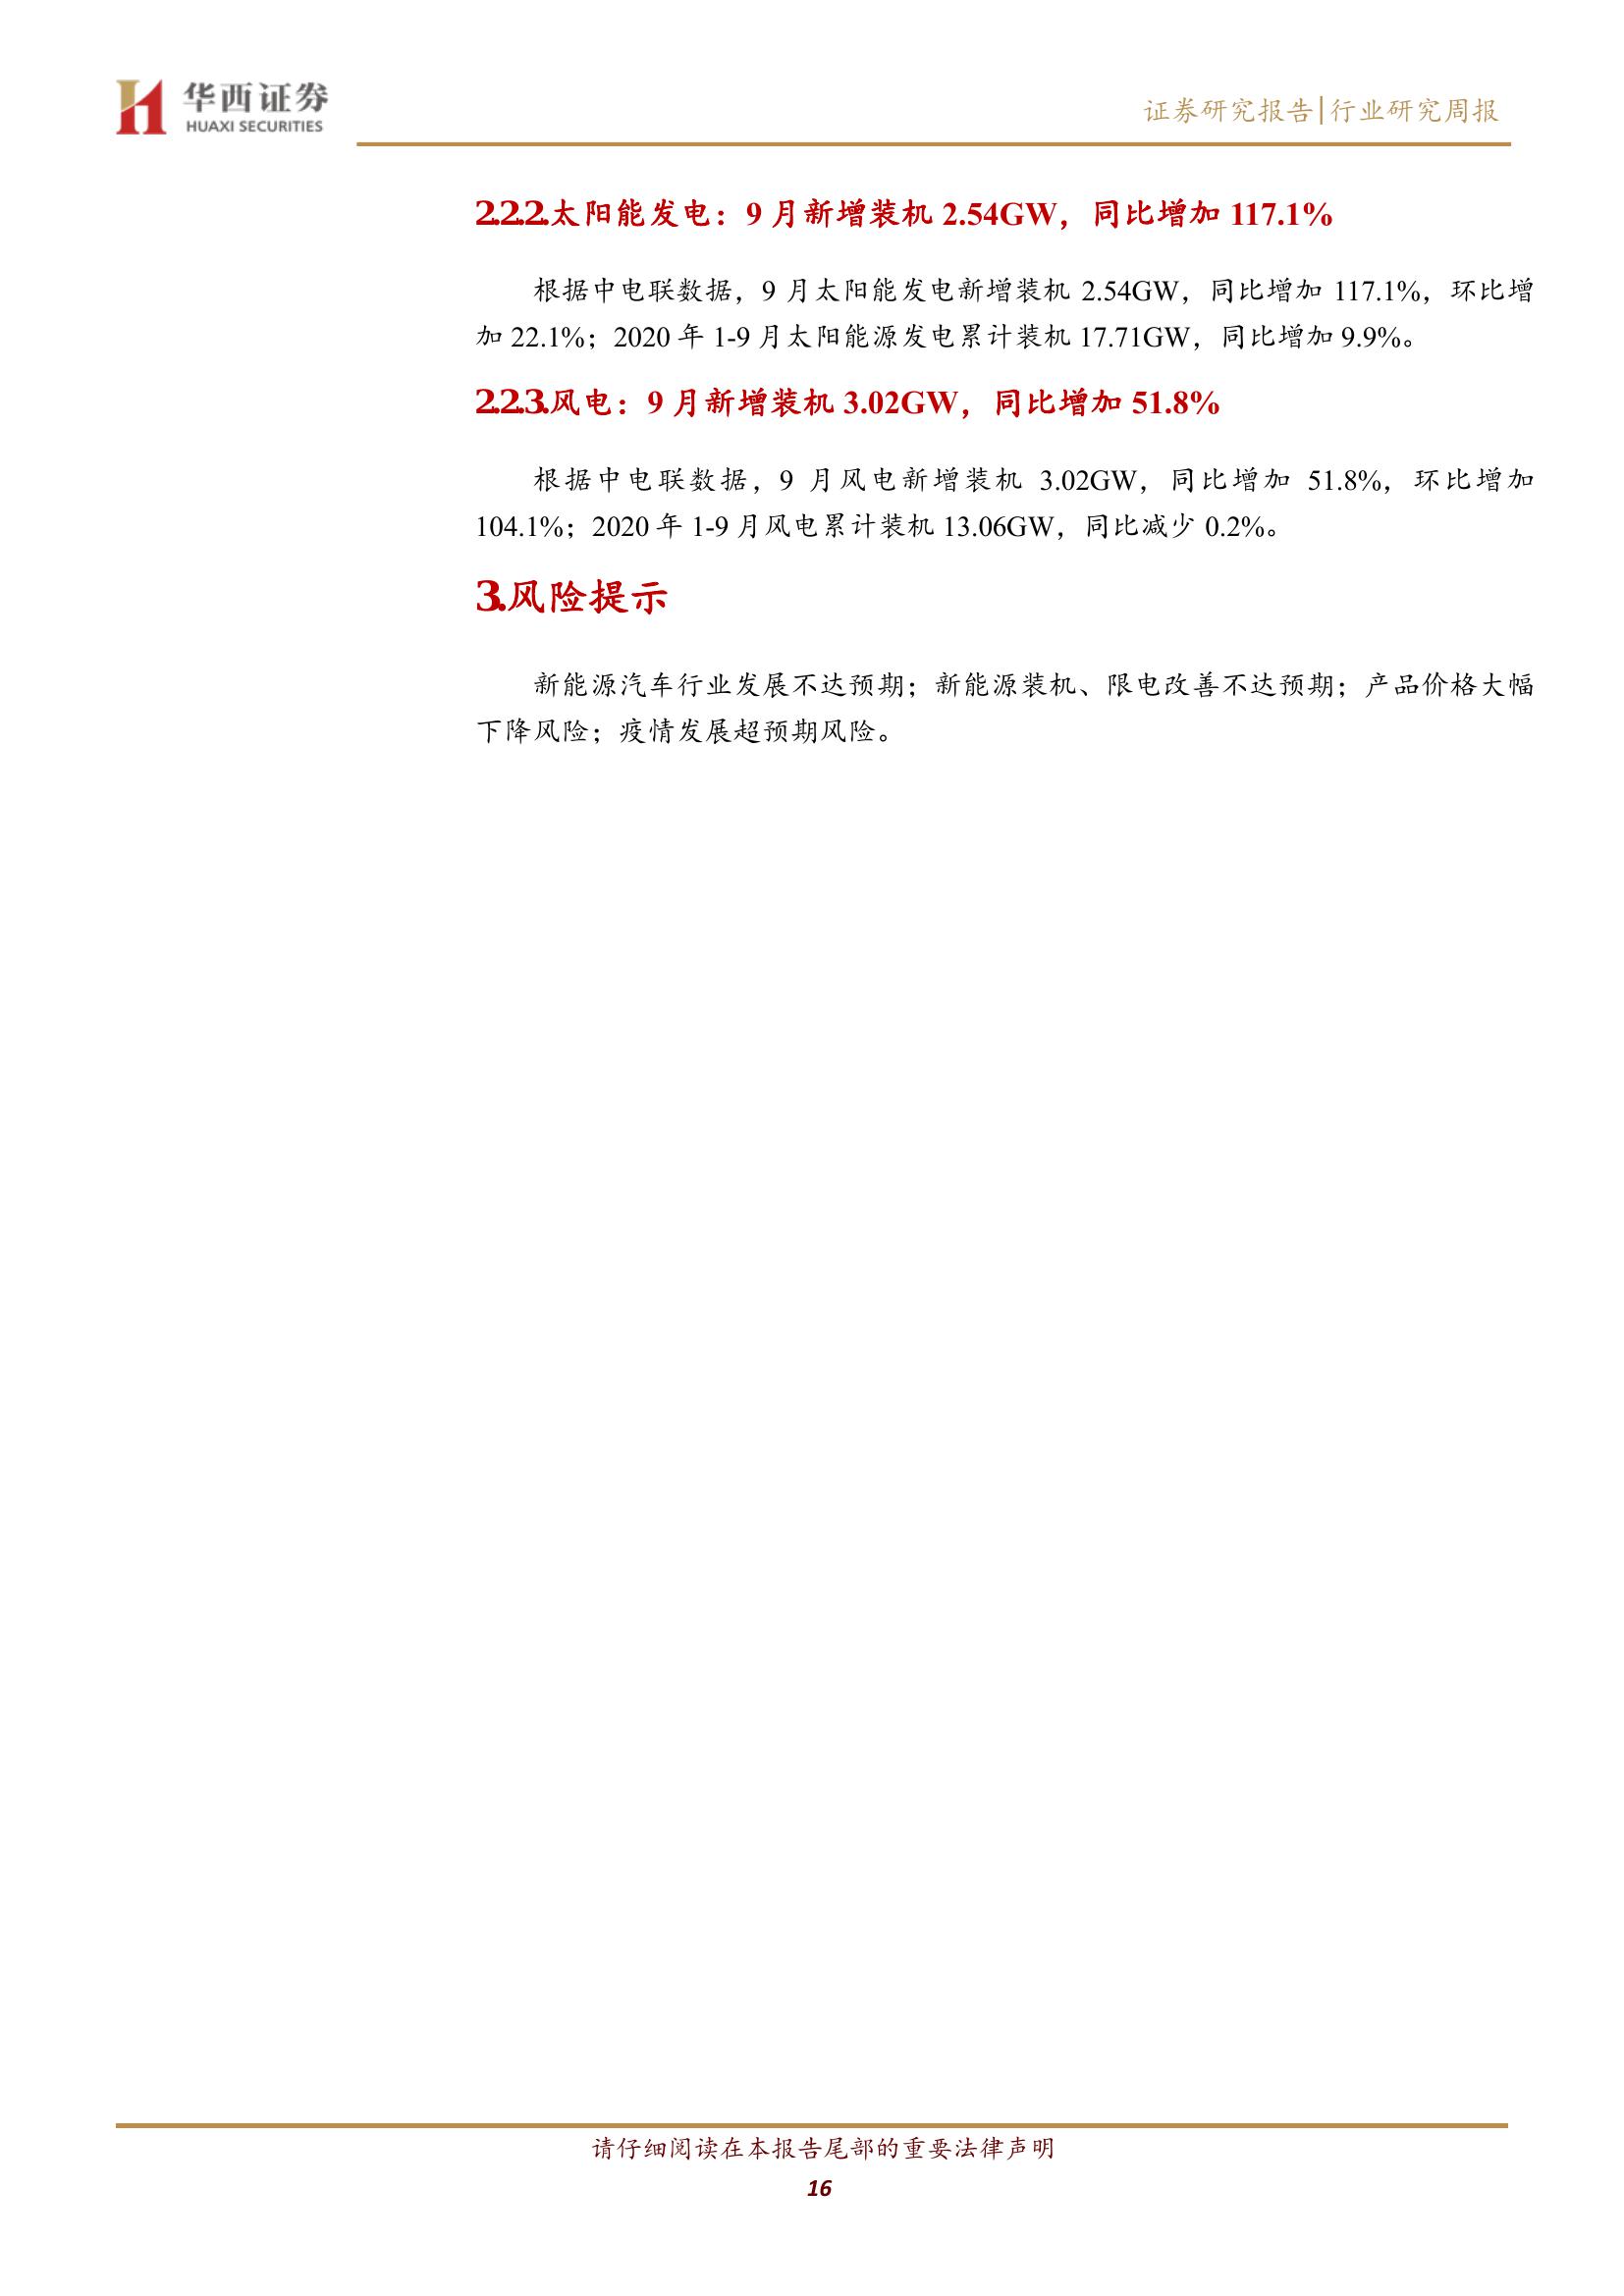 华西证券
HUAXI SECURITIES
证券研究报告|行业研究周报
2.2.2.太阳能发电：9 月新增装机 2.54GW，同比增加 117.1%
根据中电联数据，9 月太阳能发电新增装机 2.54GW，同比增加 117.1%，环比增
加 22.1%；2020 年 1-9 月太阳能源发电累计装机 17.71GW，同比增加 9.9%。
2.2.3.风电：9 月新增装机 3.02GW，同比增加 51.8%
根据中电联数据，9 月风电新增装机 3.02GW，同比增加 51.8%，环比增加
104.1%；2020 年 1-9 月风电累计装机 13.06GW，同比减少 0.2%。
3.风险提示
新能源汽车行业发展不达预期；新能源装机、限电改善不达预期；产品价格大幅
下降风险；疫情发展超预期风险。
请仔细阅读在本报告尾部的重要法律声明
16